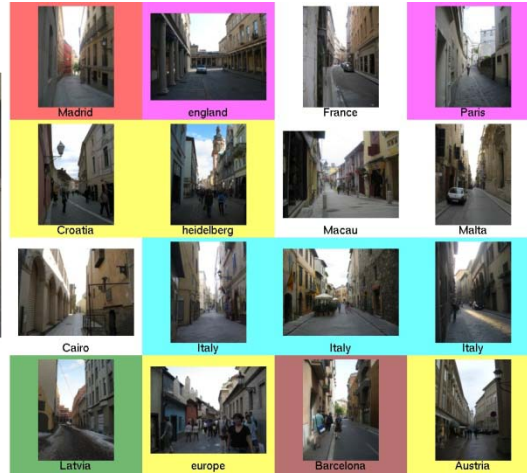 Madrid
england
France
Paris
Croatia
heidelberg
Macau
Malta
Cairo
Italy
Italy
Italy
Latvia
europe
Barcelona
Austria